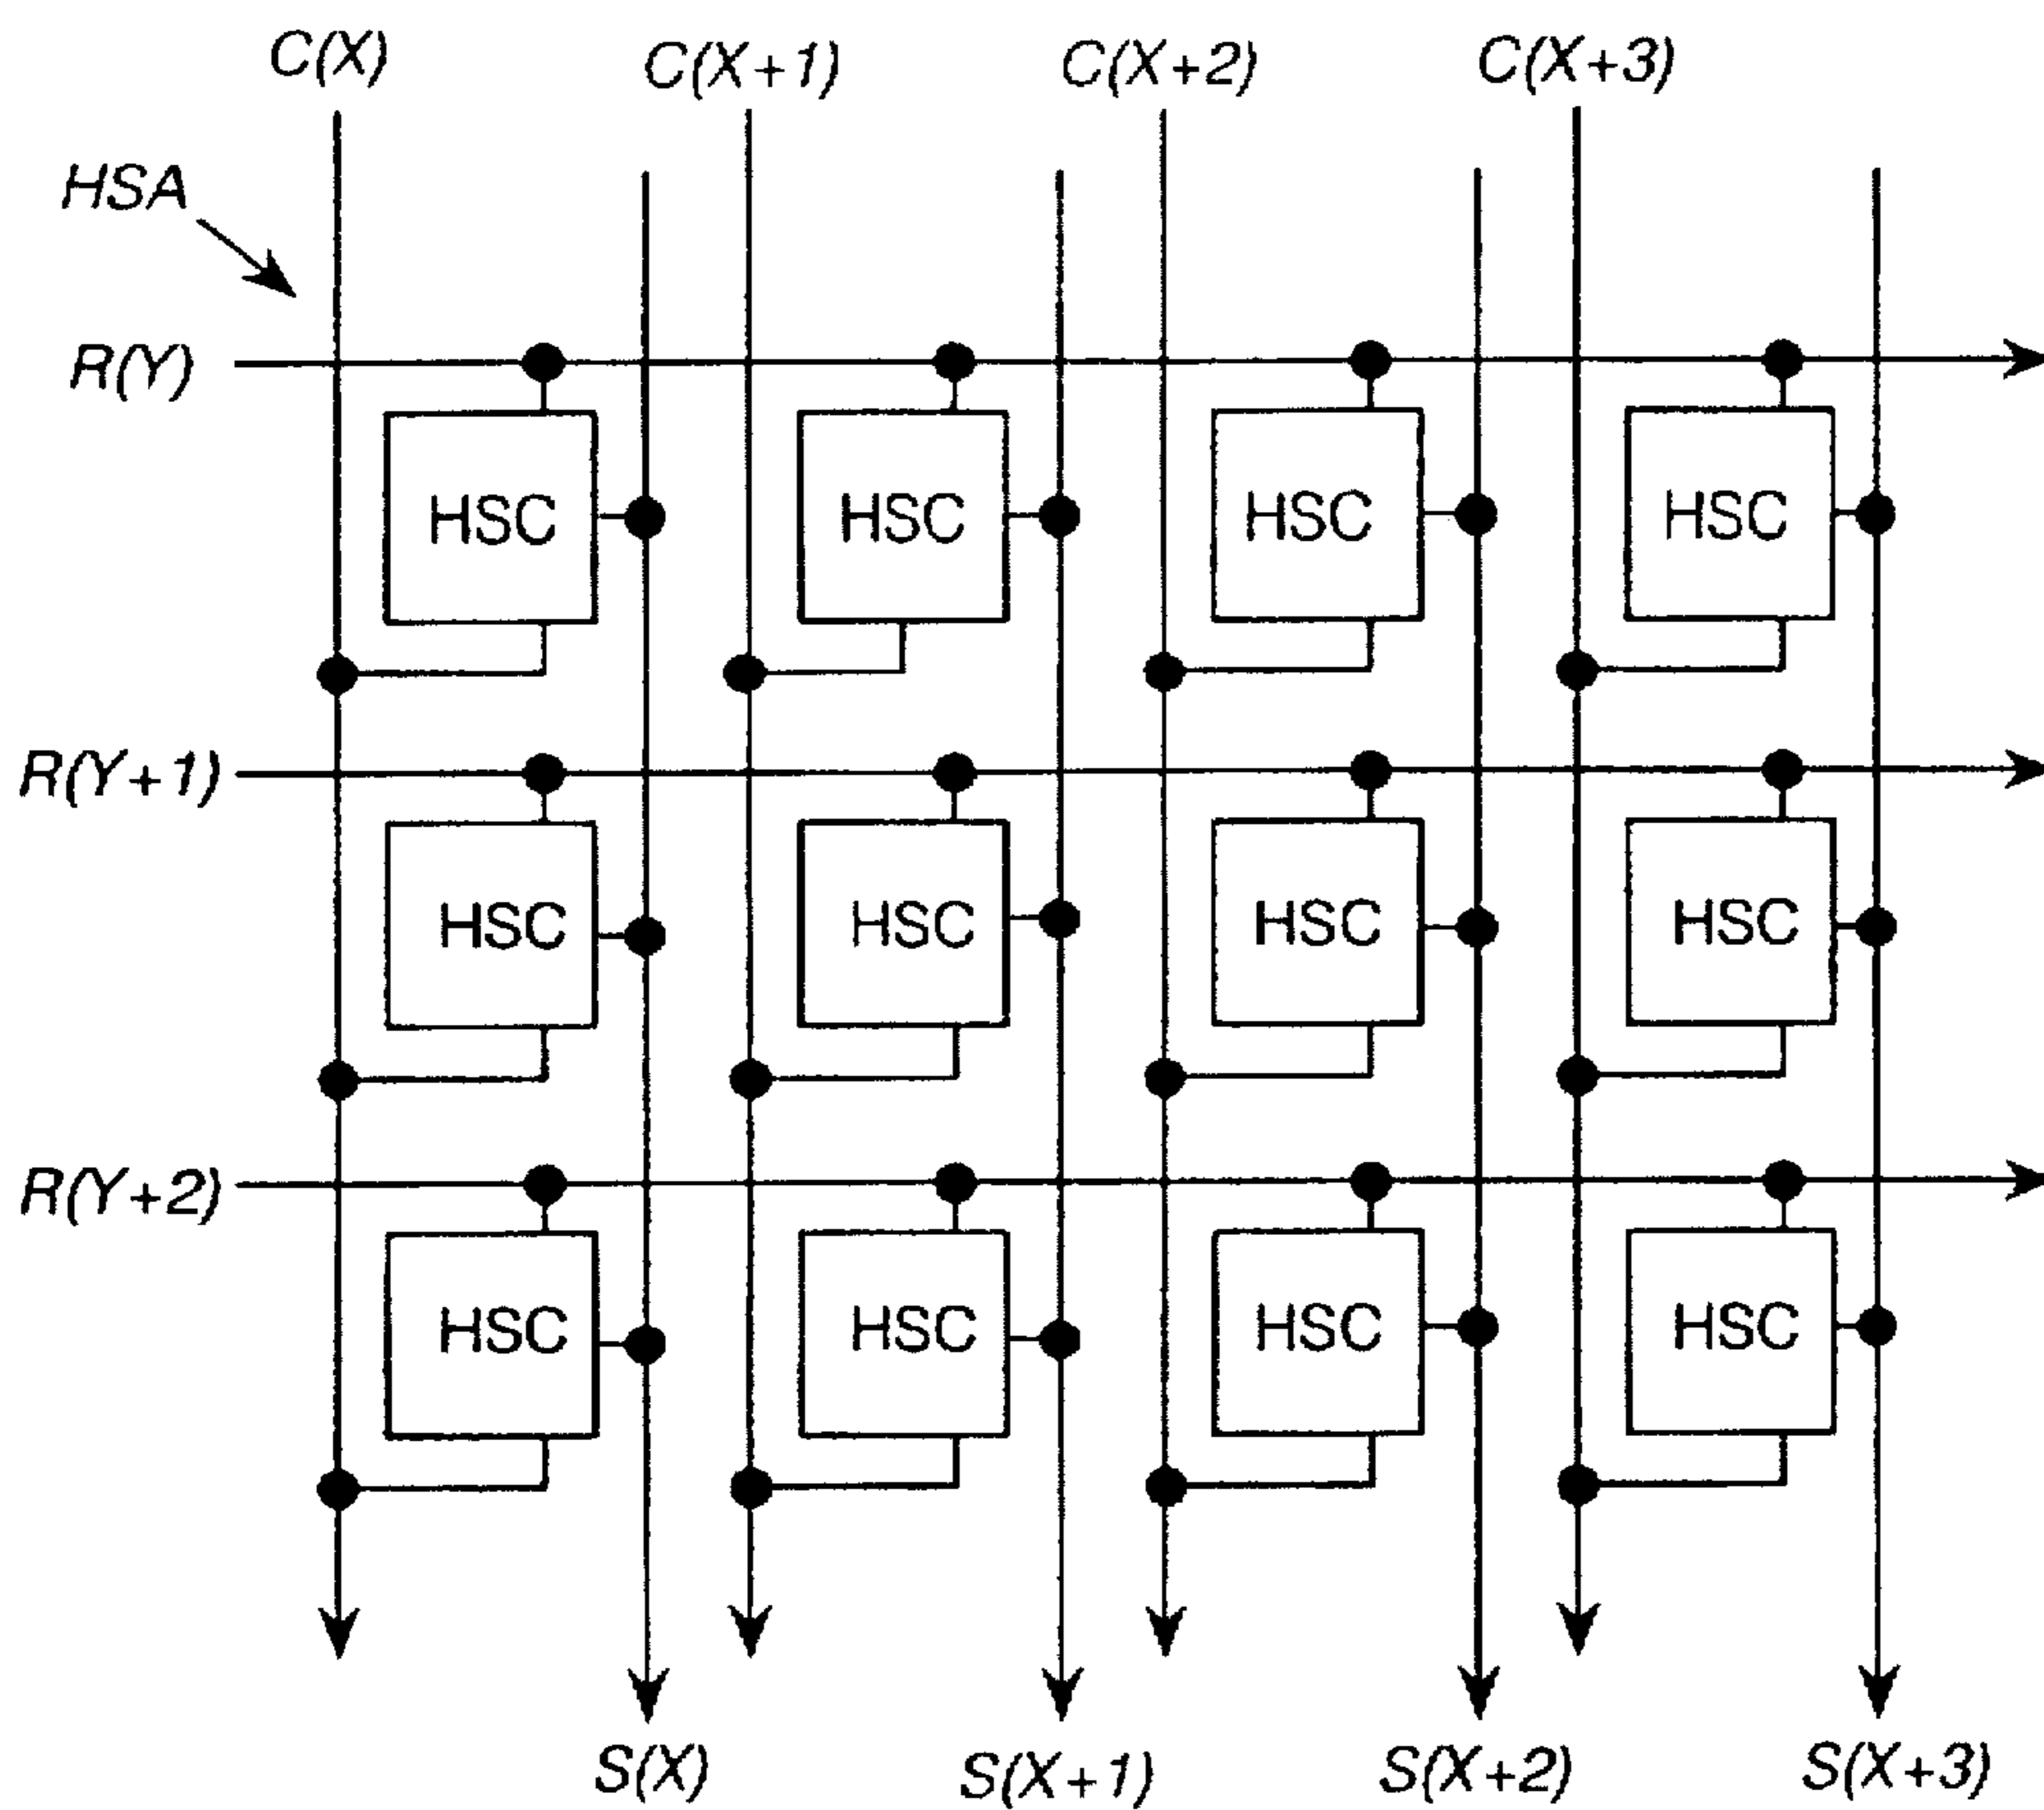 C(X) C(X+1) C(X+2) C(X+3)
HSA
R(Y)
HSC HSC HSC HSC
R(Y+1)
HSC HSC HSC HSC
R(Y+2)
HSC HSC HSC HSC
S(X) S(X+1) S(X+2) S(X+3)